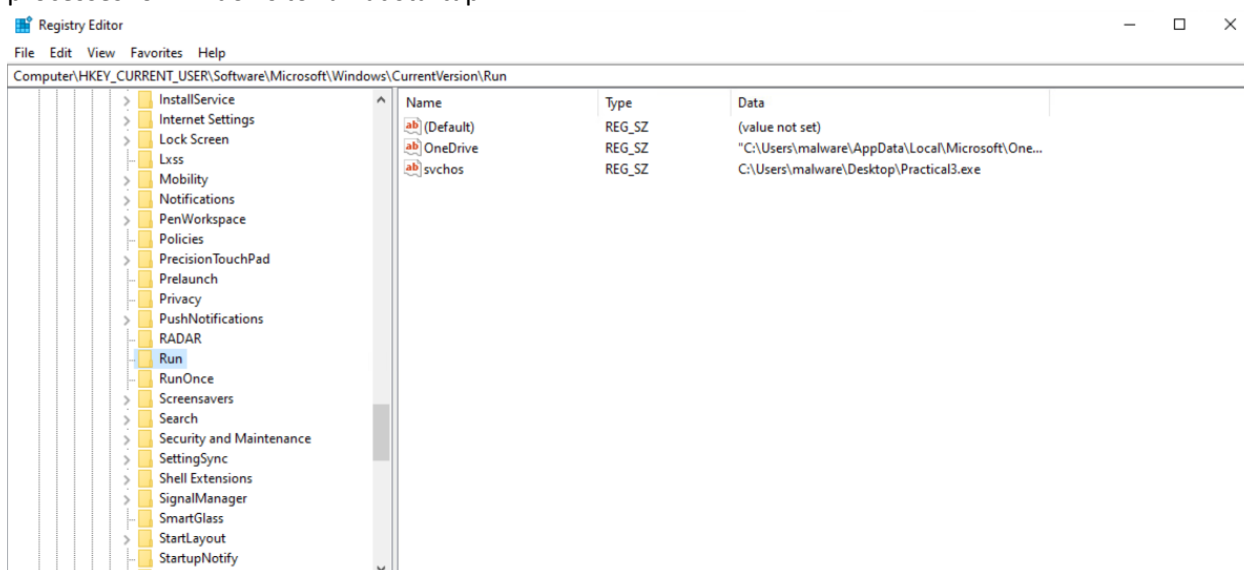 Registry Editor
File Edit View Favorites Help
Computer\HKEY_CURRENT_USER\Software\Microsoft\Windows\CurrentVersion\Run
InstallService
Internet Settings
Lock Screen
Lxss
Mobility
Notifications
PenWorkspace
Policies
PrecisionTouchPad
Prelaunch
Privacy
PushNotifications
RADAR
Run
RunOnce
Screensavers
Search
Security and Maintenance
SettingSync
Shell Extensions
SignalManager
SmartGlass
StartLayout
StartupNotify
Name Type Data
(Default) REG_SZ (value not set)
OneDrive REG_SZ "C:\Users\malware\AppData\Local\Microsoft\One...
svchos REG_SZ C:\Users\malware\Desktop\Practical3.exe